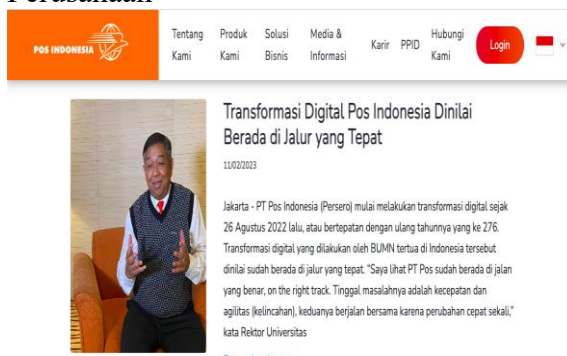 Perusahaan
POS INDONESIA
Tentang Kami
Produk Kami
Solusi Bisnis
Media & Informasi
Karir
PPID
Hubungi Kami
Login
Transformasi Digital Pos Indonesia Dinilai
Berada di Jalur yang Tepat
11/02/2023
Jakarta - PT Pos Indonesia (Persero) mulai melakukan transformasi digital sejak
26 Agustus 2022 lalu, atau bertepatan dengan ulang tahunnya yang ke 276.
Transformasi digital yang dilakukan oleh BUMN tertua di Indonesia tersebut
dinilai sudah berada di jalur yang tepat. "Saya lihat PT Pos sudah berada di jalan
yang benar, on the right track. Tinggal masalahnya adalah kecepatan dan
agilitas (kelincahan), keduanya berjalan bersama karena perubahan cepat sekali,"
kata Rektor Universitas